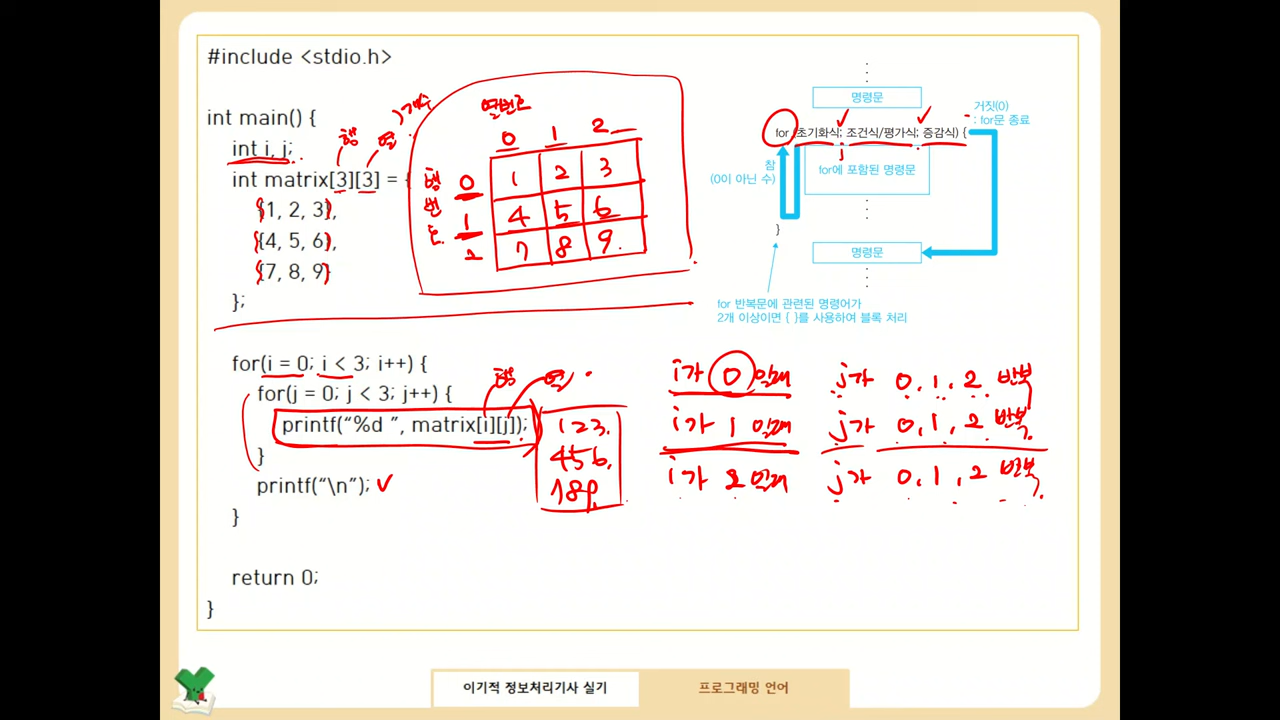 #include <stdio.h>
int main() {
int i, j;
int matrix[3][3] = {
{1, 2, 3},
{4, 5, 6},
{7, 8, 9}
};
행 열 개수
열번호
0 1 2
행번호
0 1 2 3
1 4 5 6
2 7 8 9
명령문
for (초기화식; 조건식/평가식; 증감식) {
거짓(0)
: for문 종료
참
(0이 아닌 수)
for에 포함된 명령문
}
명령문
for 반복문에 관련된 명령어가
2개 이상이면 { }를 사용하여 블록 처리
for(i = 0; i < 3; i++) {
for(j = 0; j < 3; j++) {
printf("%d ", matrix[i][j]);
}
printf("\n");
}
return 0;
}
행 열
1 2 3
4 5 6
7 8 9
i가 0 일때 j가 0, 1, 2 반복
i가 1 일때 j가 0, 1, 2 반복
i가 2 일때 j가 0, 1, 2 반복
이기적 정보처리기사 실기
프로그래밍 언어